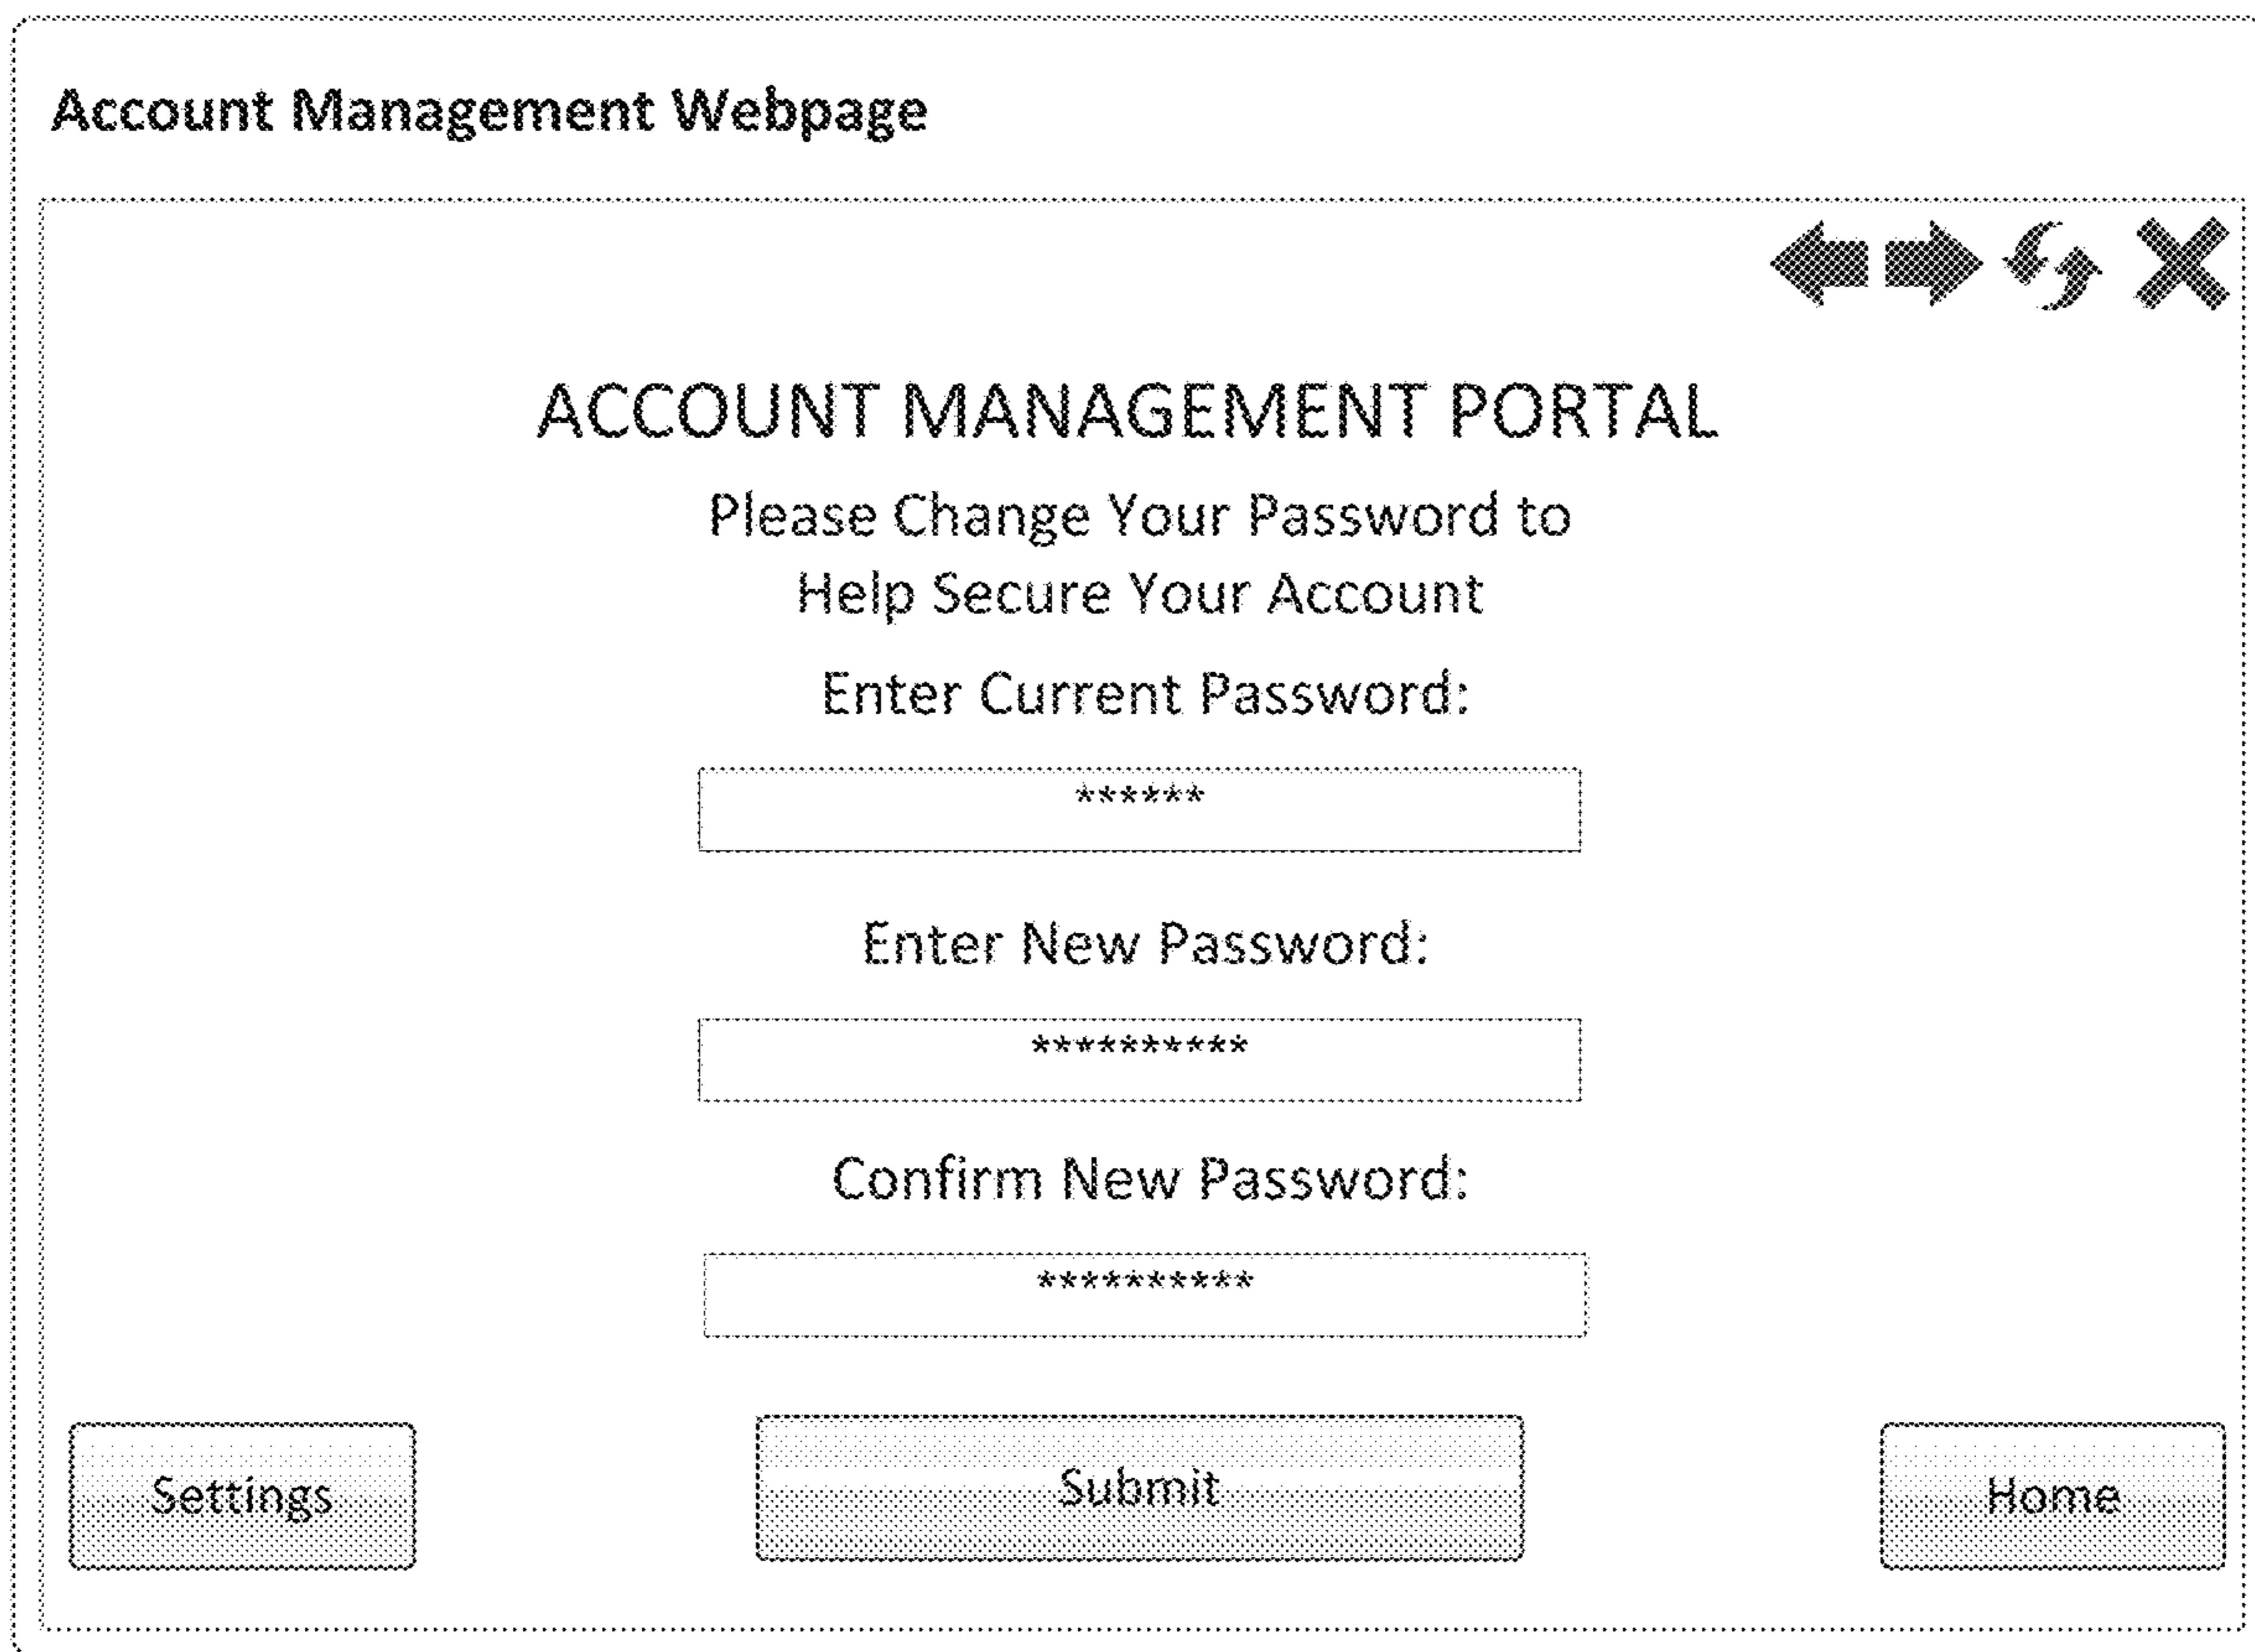 Account Management Webpage
ACCOUNT MANAGEMENT PORTAL
Please Change Your Password to
Help Secure Your Account
Enter Current Password:
******
Enter New Password:
**********
Confirm New Password:
**********
Settings
Submit
Home